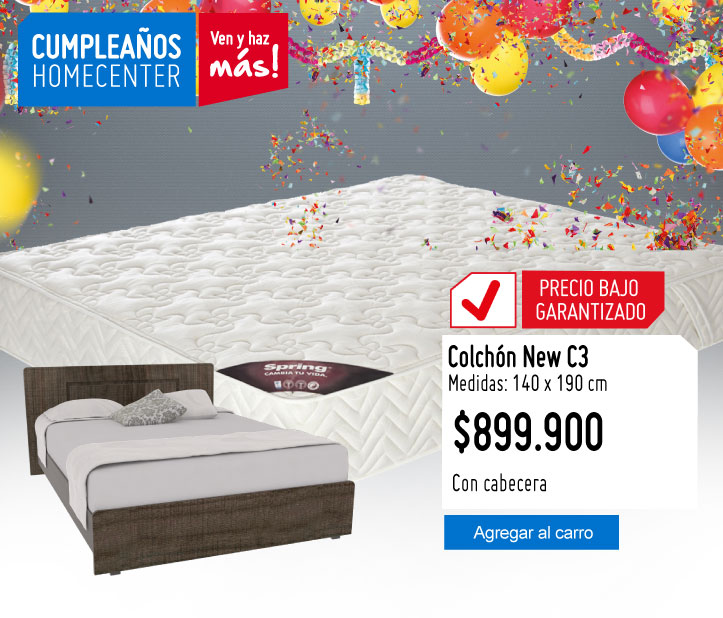 CUMPLEAÑOS
HOMECENTER
Ven y haz
más!
PRECIO BAJO
GARANTIZADO
Colchón New C3
Medidas: 140 x 190 cm
$899.900
Con cabecera
Agregar al carro
Spring
CAMBIA TU VIDA.